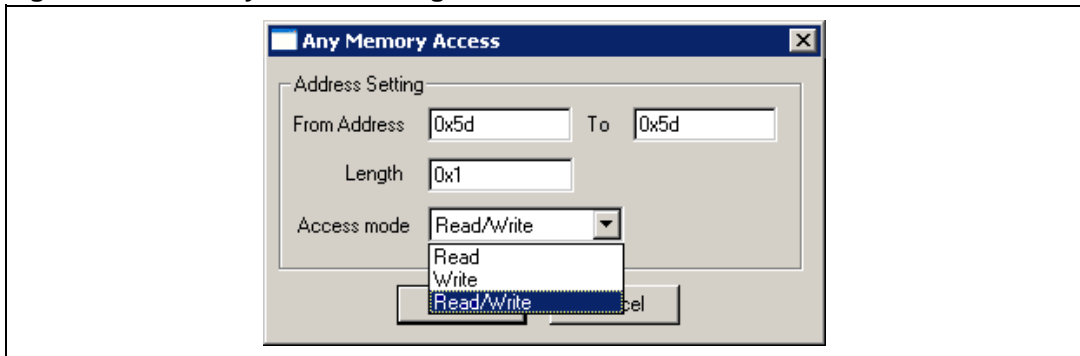 Any Memory Access
Address Setting
From Address 0x5d To 0x5d
Length 0x1
Access mode Read/Write
Read
Write
Read/Write